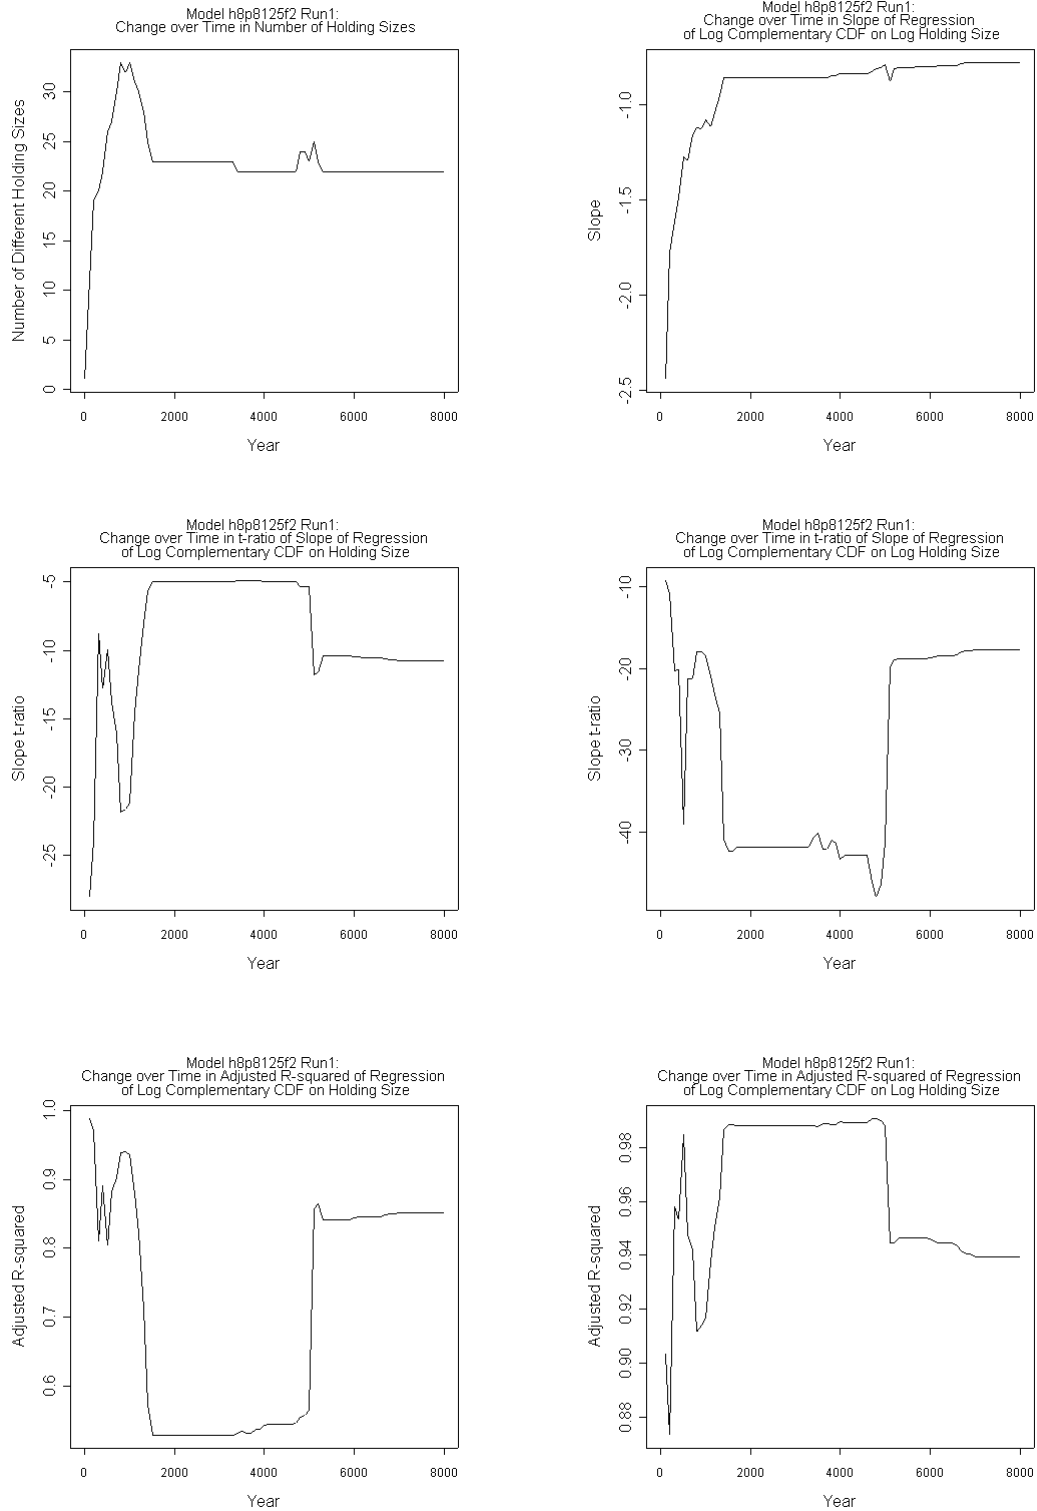 Model h8p8125f2 Run1:
Change over Time in Number of Holding Sizes
Number of Different Holding Sizes
0 5 10 15 20 25 30
0 2000 4000 6000 8000
Year
Model h8p8125f2 Run1:
Change over Time in Slope of Regression
of Log Complementary CDF on Log Holding Size
Slope
-2.5 -2.0 -1.5 -1.0
0 2000 4000 6000 8000
Year
Model h8p8125f2 Run1:
Change over Time in t-ratio of Slope of Regression
of Log Complementary CDF on Holding Size
Slope t-ratio
-25 -20 -15 -10 -5
0 2000 4000 6000 8000
Year
Model h8p8125f2 Run1:
Change over Time in t-ratio of Slope of Regression
of Log Complementary CDF on Log Holding Size
Slope t-ratio
-40 -30 -20 -10
0 2000 4000 6000 8000
Year
Model h8p8125f2 Run1:
Change over Time in Adjusted R-squared of Regression
of Log Complementary CDF on Holding Size
Adjusted R-squared
0.6 0.7 0.8 0.9 1.0
0 2000 4000 6000 8000
Year
Model h8p8125f2 Run1:
Change over Time in Adjusted R-squared of Regression
of Log Complementary CDF on Log Holding Size
Adjusted R-squared
0.88 0.90 0.92 0.94 0.96 0.98
0 2000 4000 6000 8000
Year